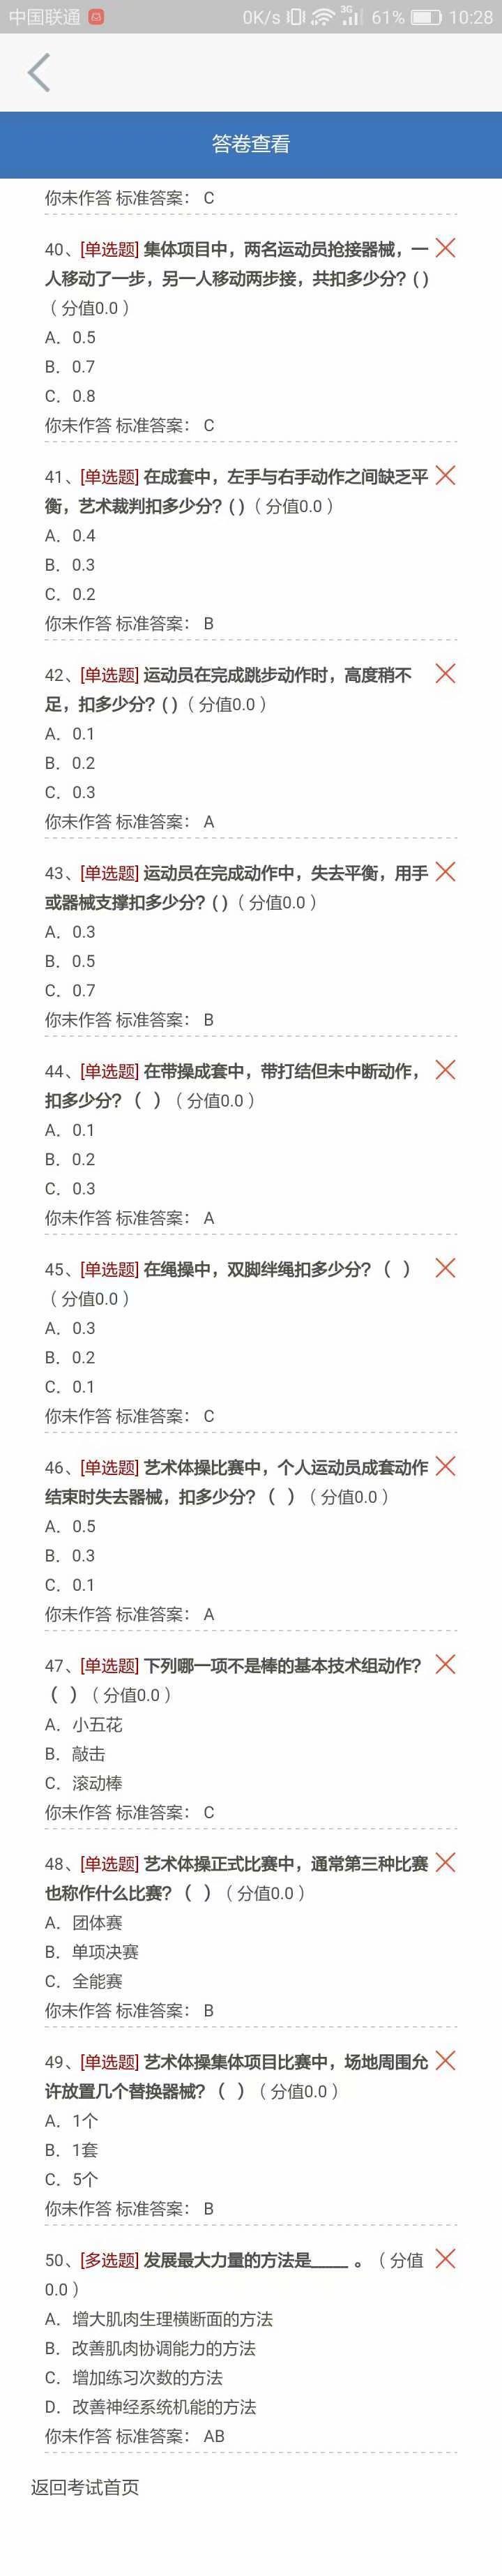 中国联通 0K/s 3G 61% 10:28
答卷查看
你未作答 标准答案： C
40、[单选题] 集体项目中，两名运动员抢接器械，一
人移动了一步，另一人移动两步接，共扣多少分? ( )
（ 分值0.0 ）
A．0.5
B．0.7
C．0.8
你未作答 标准答案： C
41、[单选题] 在成套中，左手与右手动作之间缺乏平
衡，艺术裁判扣多少分? ( )（ 分值0.0 ）
A．0.4
B．0.3
C．0.2
你未作答 标准答案： B
42、[单选题] 运动员在完成跳步动作时，高度稍不
足，扣多少分? ( )（ 分值0.0 ）
A．0.1
B．0.2
C．0.3
你未作答 标准答案： A
43、[单选题] 运动员在完成动作中，失去平衡，用手
或器械支撑扣多少分? ( )（ 分值0.0 ）
A．0.3
B．0.5
C．0.7
你未作答 标准答案： B
44、[单选题] 在带操成套中，带打结但未中断动作，
扣多少分? （ ）（ 分值0.0 ）
A．0.1
B．0.2
C．0.3
你未作答 标准答案： A
45、[单选题] 在绳操中，双脚绊绳扣多少分? （ ）
（ 分值0.0 ）
A．0.3
B．0.2
C．0.1
你未作答 标准答案： C
46、[单选题] 艺术体操比赛中，个人运动员成套动作
结束时失去器械，扣多少分? （ ）（ 分值0.0 ）
A．0.5
B．0.3
C．0.1
你未作答 标准答案： A
47、[单选题] 下列哪一项不是棒的基本技术组动作?
（ ）（ 分值0.0 ）
A．小五花
B．敲击
C．滚动棒
你未作答 标准答案： C
48、[单选题] 艺术体操正式比赛中，通常第三种比赛
也称作什么比赛? （ ）（ 分值0.0 ）
A．团体赛
B．单项决赛
C．全能赛
你未作答 标准答案： B
49、[单选题] 艺术体操集体项目比赛中，场地周围允
许放置几个替换器械? （ ）（ 分值0.0 ）
A．1个
B．1套
C．5个
你未作答 标准答案： B
50、[多选题] 发展最大力量的方法是____ 。（ 分值
0.0 ）
A．增大肌肉生理横断面的方法
B．改善肌肉协调能力的方法
C．增加练习次数的方法
D．改善神经系统机能的方法
你未作答 标准答案： AB
返回考试首页